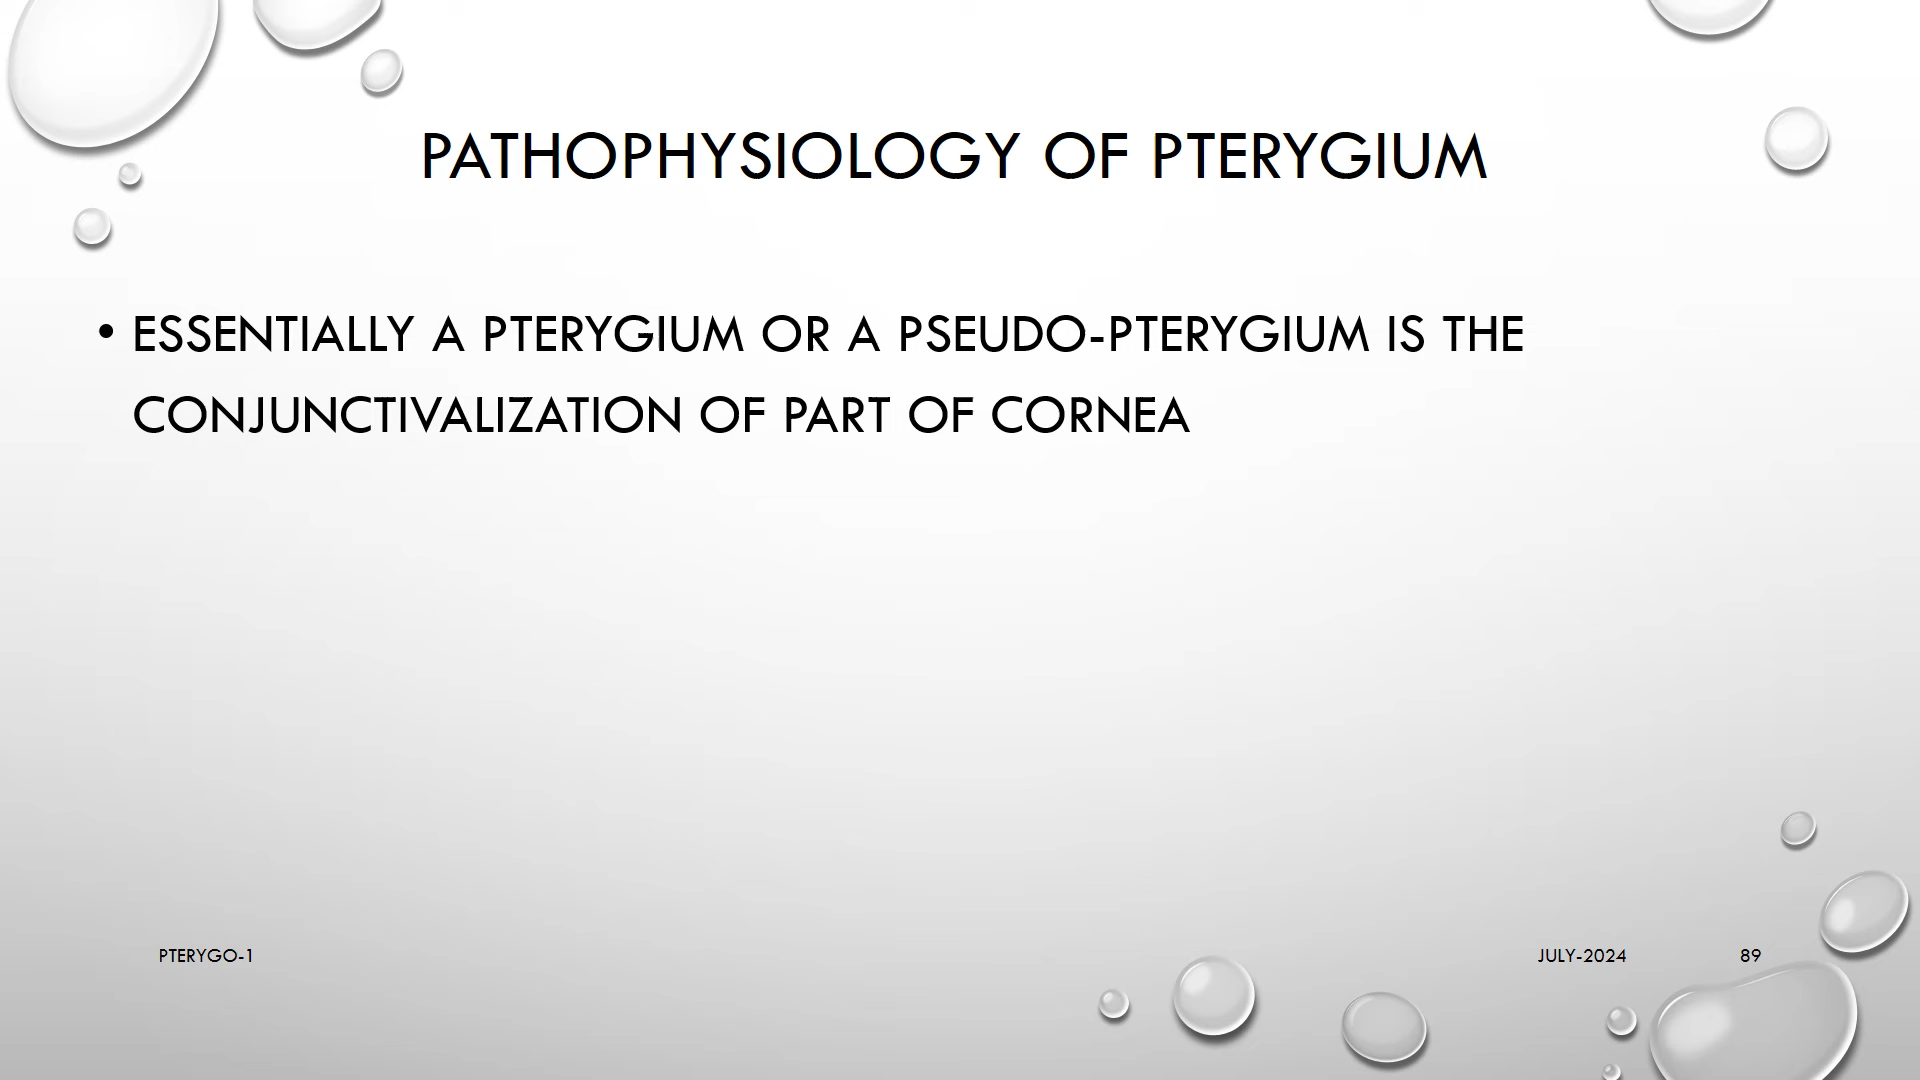 PATHOPHYSIOLOGY OF PTERYGIUM
• ESSENTIALLY A PTERYGIUM OR A PSEUDO-PTERYGIUM IS THE
CONJUNCTIVALIZATION OF PART OF CORNEA
PTERYGO-1
JULY-2024
89